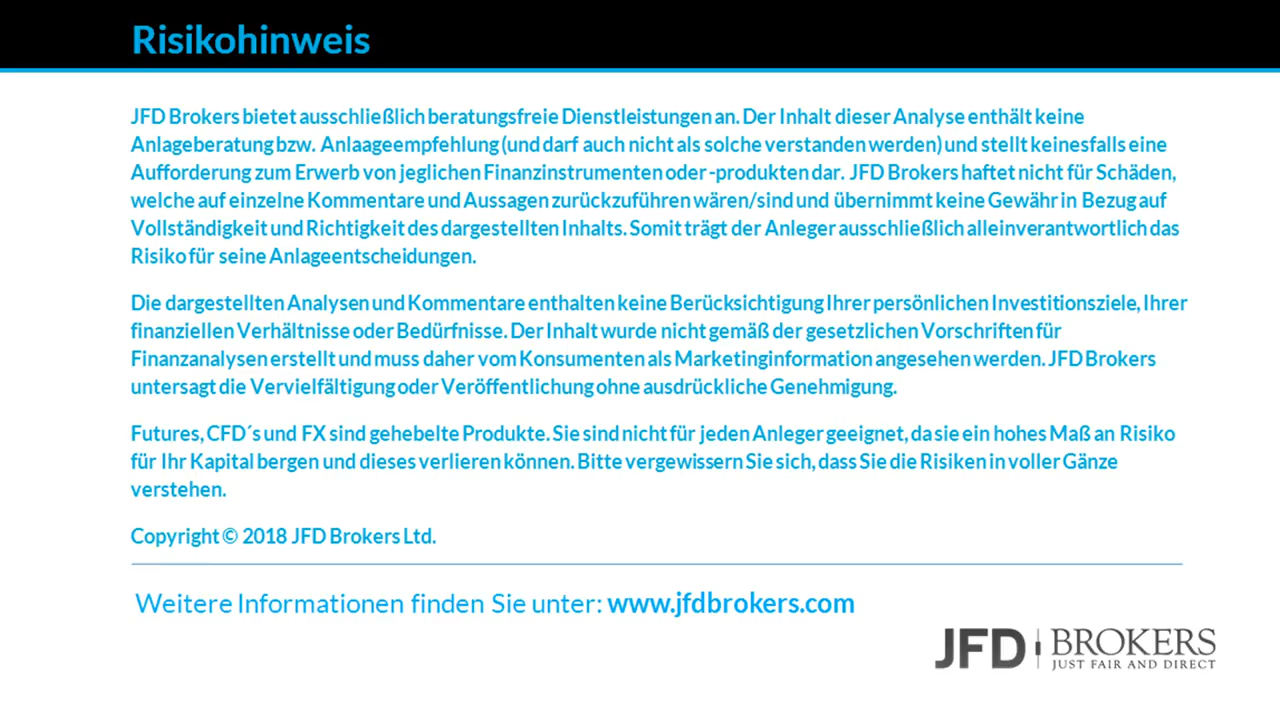 Risikohinweis
JFD Brokers bietet ausschließlich beratungsfreie Dienstleistungen an. Der Inhalt dieser Analyse enthält keine
Anlageberatung bzw. Anlaageempfehlung (und darf auch nicht als solche verstanden werden) und stellt keinesfalls eine
Aufforderung zum Erwerb von jeglichen Finanzinstrumenten oder -produkten dar. JFD Brokers haftet nicht für Schäden,
welche auf einzelne Kommentare und Aussagen zurückzuführen wären/sind und übernimmt keine Gewähr in Bezug auf
Vollständigkeit und Richtigkeit des dargestellten Inhalts. Somit trägt der Anleger ausschließlich alleinverantwortlich das
Risiko für seine Anlageentscheidungen.
Die dargestellten Analysen und Kommentare enthalten keine Berücksichtigung Ihrer persönlichen Investitionsziele, Ihrer
finanziellen Verhältnisse oder Bedürfnisse. Der Inhalt wurde nicht gemäß der gesetzlichen Vorschriften für
Finanzanalysen erstellt und muss daher vom Konsumenten als Marketinginformation angesehen werden. JFD Brokers
untersagt die Vervielfältigung oder Veröffentlichung ohne ausdrückliche Genehmigung.
Futures, CFD´s und FX sind gehebelte Produkte. Sie sind nicht für jeden Anleger geeignet, da sie ein hohes Maß an Risiko
für Ihr Kapital bergen und dieses verlieren können. Bitte vergewissern Sie sich, dass Sie die Risiken in voller Gänze
verstehen.
Copyright © 2018 JFD Brokers Ltd.
Weitere Informationen finden Sie unter: www.jfdbrokers.com
JFD BROKERS
JUST FAIR AND DIRECT